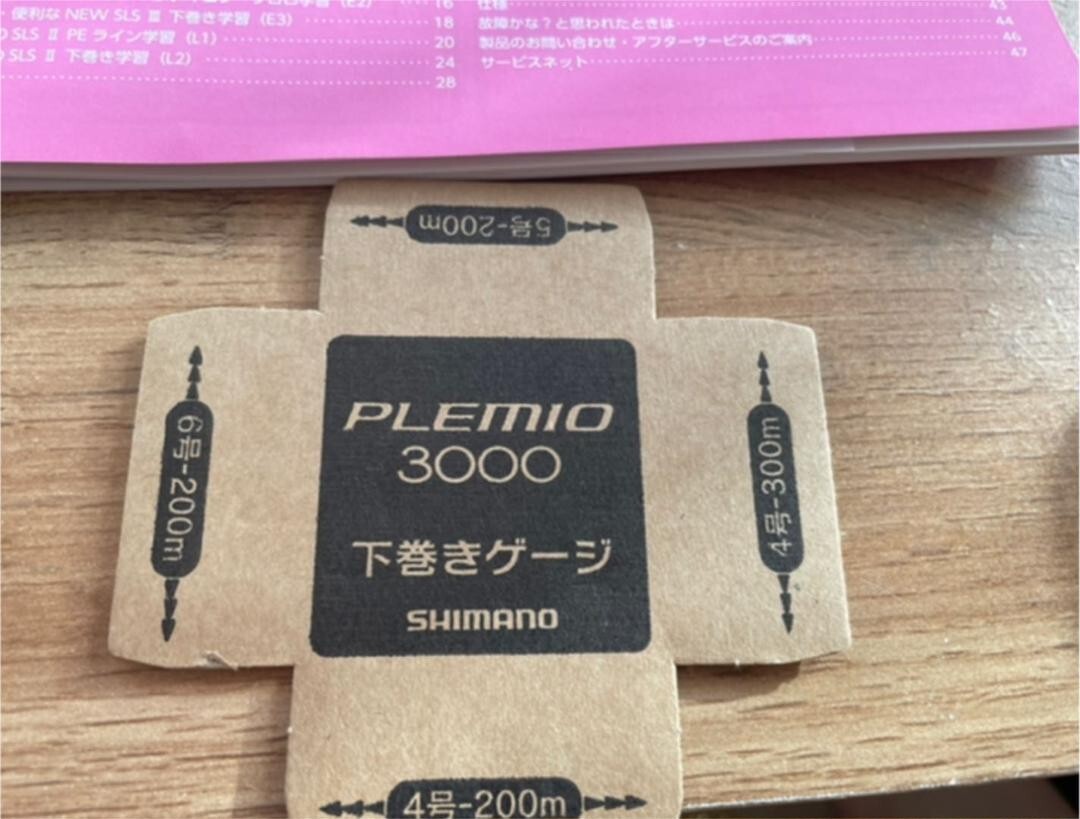 便利な NEW SLS Ⅲ 下巻き学習（E3） 18
SLS Ⅱ PE ライン学習（L1） 20
SLS Ⅱ 下巻き学習（L2） 24
28
仕様 43
故障かな？と思われたときは 44
製品のお問い合わせ・アフターサービスのご案内 46
サービスネット 47
5号-200m
6号-200m
PLEMIO
3000
下巻きゲージ
SHIMANO
4号-300m
4号-200m